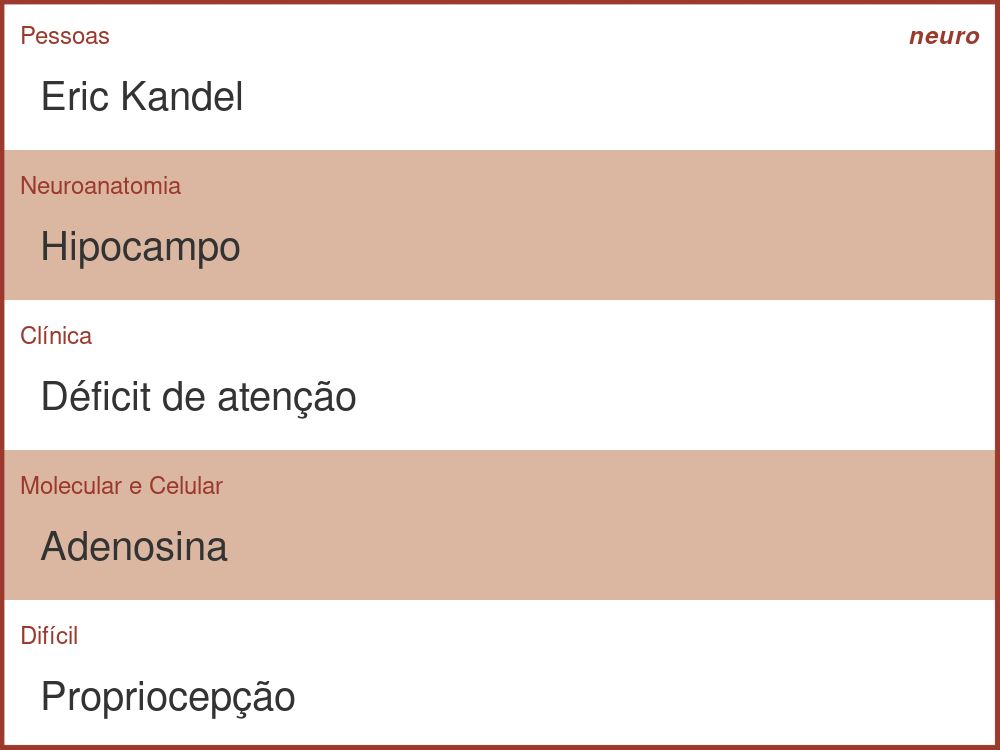 Pessoas
neuro
Eric Kandel
Neuroanatomia
Hipocampo
Clínica
Déficit de atenção
Molecular e Celular
Adenosina
Difícil
Propriocepção